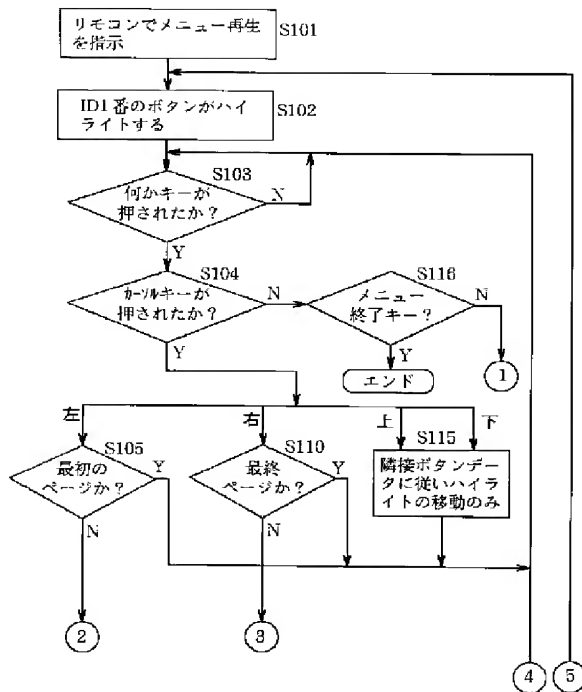 リモコンでメニュー再生
を指示
S101
ID1番のボタンがハイ
ライトする
S102
S103
何かキーが
押されたか？
N
Y
S104
カーソルキーが
押されたか？
N
Y
S116
メニュー
終了キー？
N
Y
エンド
1
左
右
上
下
S105
最初の
ページか？
Y
N
S110
最終
ページか？
Y
N
S115
隣接ボタンデー
タに従いハイライ
トの移動のみ
2
3
4
5